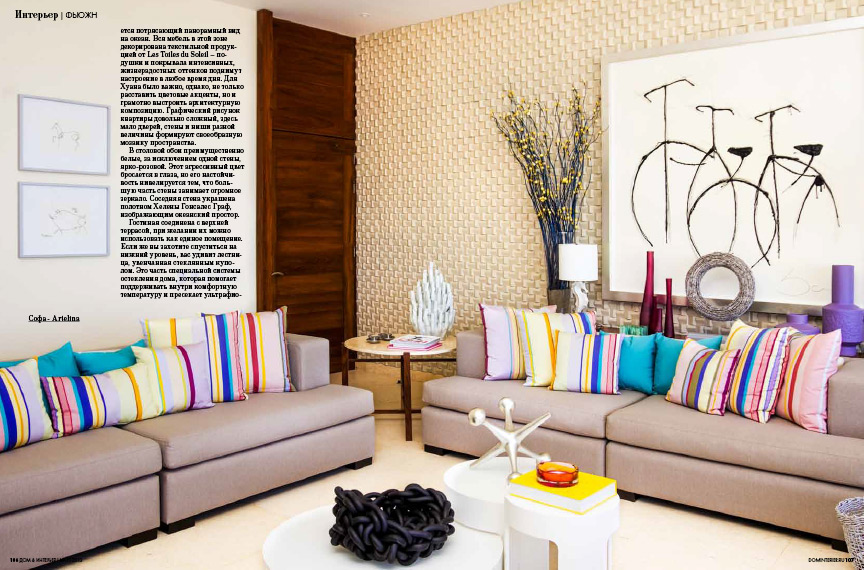 Интерьер | ФЬЮЖН
ется потрясающий панорамный вид
на океан. Вся мебель в этой зоне
декорирована текстильной продук-
цией от Les Toiles du Soleil – по-
душки и покрывала интенсивных,
жизнерадостных оттенков поднимут
настроение в любое время дня. Для
Хуана было важно, однако, не только
расставить цветовые акценты, но и
грамотно выстроить архитектурную
композицию. Графический рисунок
квартиры довольно сложный, здесь
мало дверей, стены и ниши разной
величины формируют своеобразную
мозаику пространства.
В столовой обои преимущественно
белые, за исключением одной стены,
ярко-розовой. Этот агрессивный цвет
бросается в глаза, но его настойчи-
вость нивелируется тем, что боль-
шую часть стены занимает огромное
зеркало. Соседняя стена украшена
полотном Хелены Гонсалес Граф,
изображающим океанский простор.
Гостиная соединена с верхней
террасой, при желании их можно
использовать как единое помещение.
Если же вы захотите спуститься на
нижний уровень, вас удивит лестни-
ца, увенчанная стеклянным купо-
лом. Это часть специальной системы
остекления дома, которая помогает
поддерживать внутри комфортную
температуру и пресекает ультрафио-
Софа - Artelina
106 ДОМ & ИНТЕРЬЕР
DOMINTERIER.RU 107